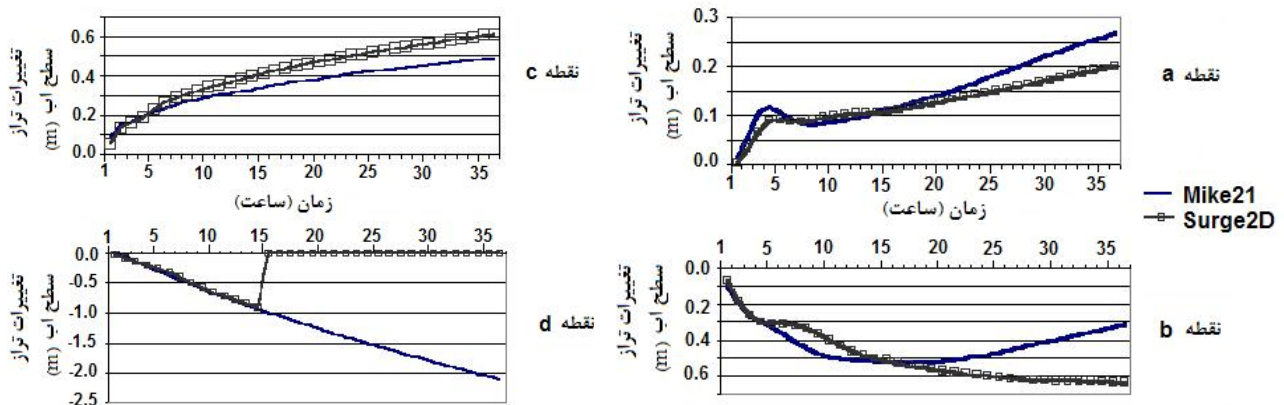 0.6
0.4
0.2
0.0
1 5 10 15 20 25 30 35
زمان (ساعت)
تغییرات تراز
سطح اب (m)
نقطه c
0.3
0.2
0.1
0.0
1 5 10 15 20 25 30 35
زمان (ساعت)
تغییرات تراز
سطح اب (m)
نقطه a
Mike21
Surge2D
1 5 10 15 20 25 30 35
0.0
-0.5
-1.0
-1.5
-2.0
-2.5
تغییرات تراز
سطح اب (m)
نقطه d
1 5 10 15 20 25 30 35
0.0
0.2
0.4
0.6
تغییرات تراز
سطح اب (m)
نقطه b